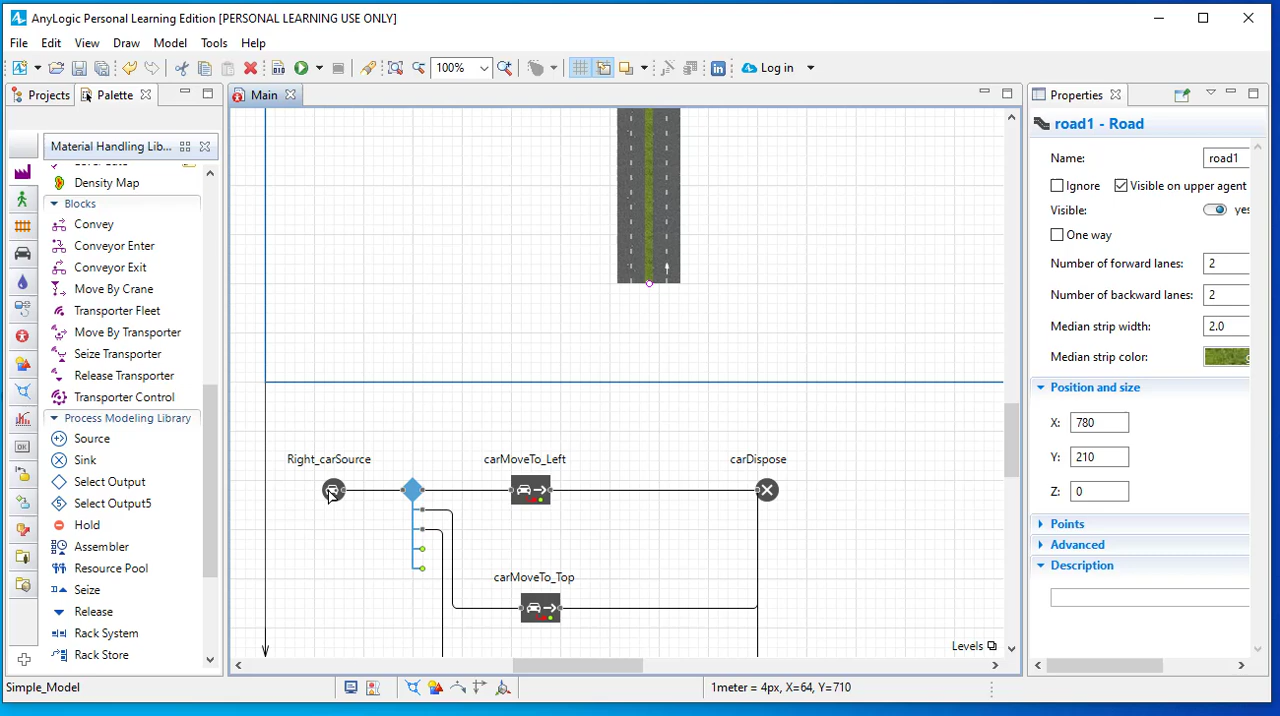 AnyLogic Personal Learning Edition [PERSONAL LEARNING USE ONLY]
File Edit View Draw Model Tools Help
100% Log in
Projects Palette Main Properties
Material Handling Lib...
Density Map
Blocks
Convey
Conveyor Enter
Conveyor Exit
Move By Crane
Transporter Fleet
Move By Transporter
Seize Transporter
Release Transporter
Transporter Control
Process Modeling Library
Source
Sink
Select Output
Select Output5
Hold
Assembler
Resource Pool
Seize
Release
Rack System
Rack Store
Right_carSource
carMoveTo_Left
carDispose
carMoveTo_Top
Levels
road1 - Road
Name: road1
Ignore Visible on upper agent
Visible: yes
One way
Number of forward lanes: 2
Number of backward lanes: 2
Median strip width: 2.0
Median strip color:
Position and size
X: 780
Y: 210
Z: 0
Points
Advanced
Description
Simple_Model
1meter = 4px, X=64, Y=710